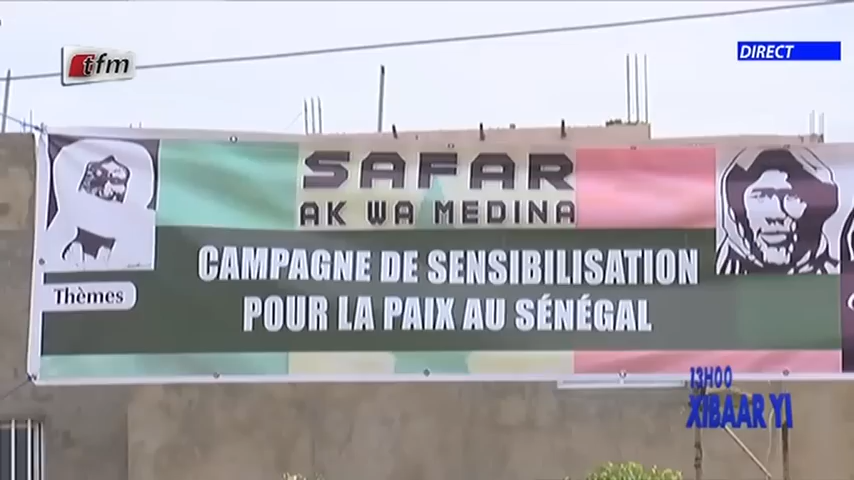 tfm
DIRECT
SAFAR
AK WA MEDINA
CAMPAGNE DE SENSIBILISATION
Thèmes
POUR LA PAIX AU SÉNÉGAL
13H00
XIBAAR YI